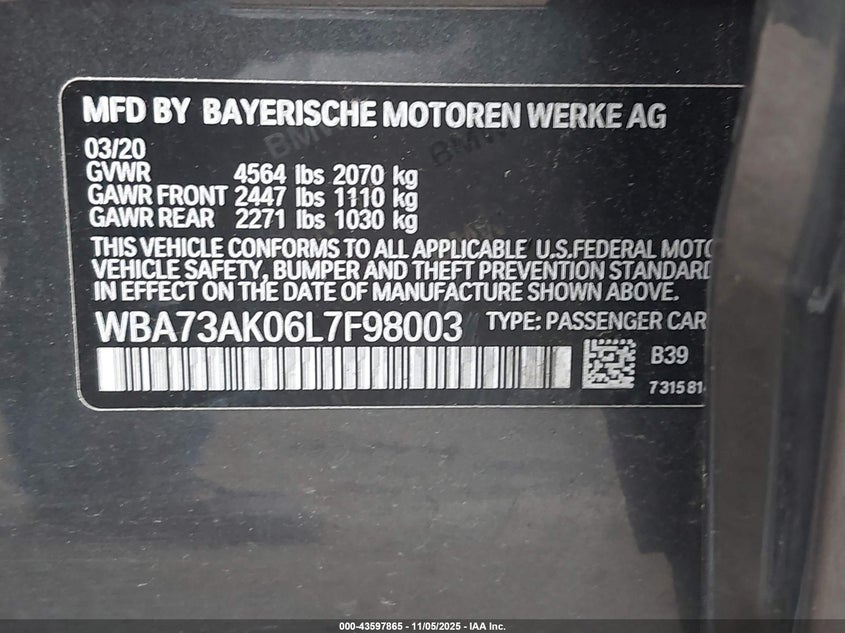 MFD BY BAYERISCHE MOTOREN WERKE AG
03/20
GVWR 4564 lbs 2070 kg
GAWR FRONT 2447 lbs 1110 kg
GAWR REAR 2271 lbs 1030 kg
THIS VEHICLE CONFORMS TO ALL APPLICABLE U.S.FEDERAL MOTO
VEHICLE SAFETY, BUMPER AND THEFT PREVENTION STANDARD
IN EFFECT ON THE DATE OF MANUFACTURE SHOWN ABOVE.
WBA73AK06L7F98003 TYPE: PASSENGER CAR
B39
731581
000-43597865 - 11/05/2025 - IAA Inc.